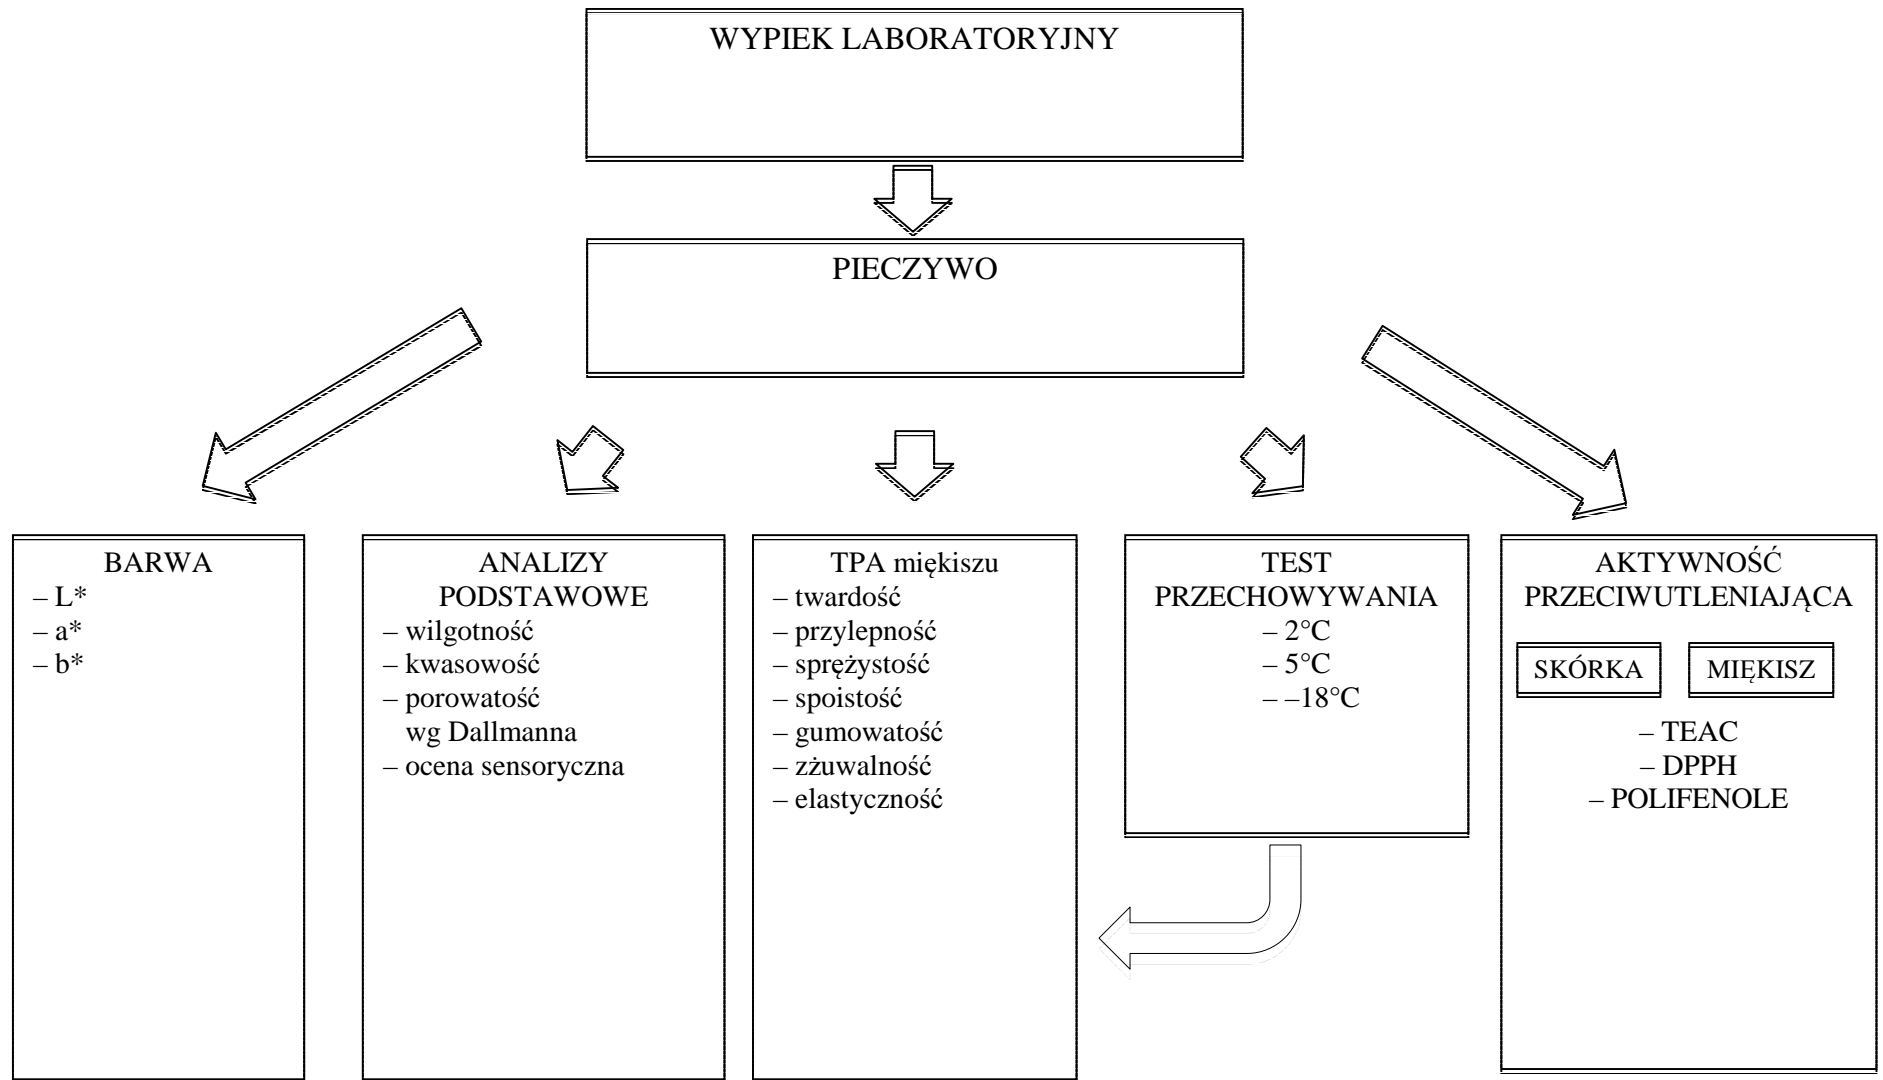 WYPIEK LABORATORYJNY
PIECZYWO
BARWA
– L*
– a*
– b*
ANALIZY
PODSTAWOWE
– wilgotność
– kwasowość
– porowatość
wg Dallmanna
– ocena sensoryczna
TPA miękiszu
– twardość
– przylepność
– sprężystość
– spoistość
– gumowatość
– zżuwalność
– elastyczność
TEST
PRZECHOWYWANIA
– 2°C
– 5°C
– –18°C
AKTYWNOŚĆ
PRZECIWUTLENIAJĄCA
SKÓRKA
MIĘKISZ
– TEAC
– DPPH
– POLIFENOLE